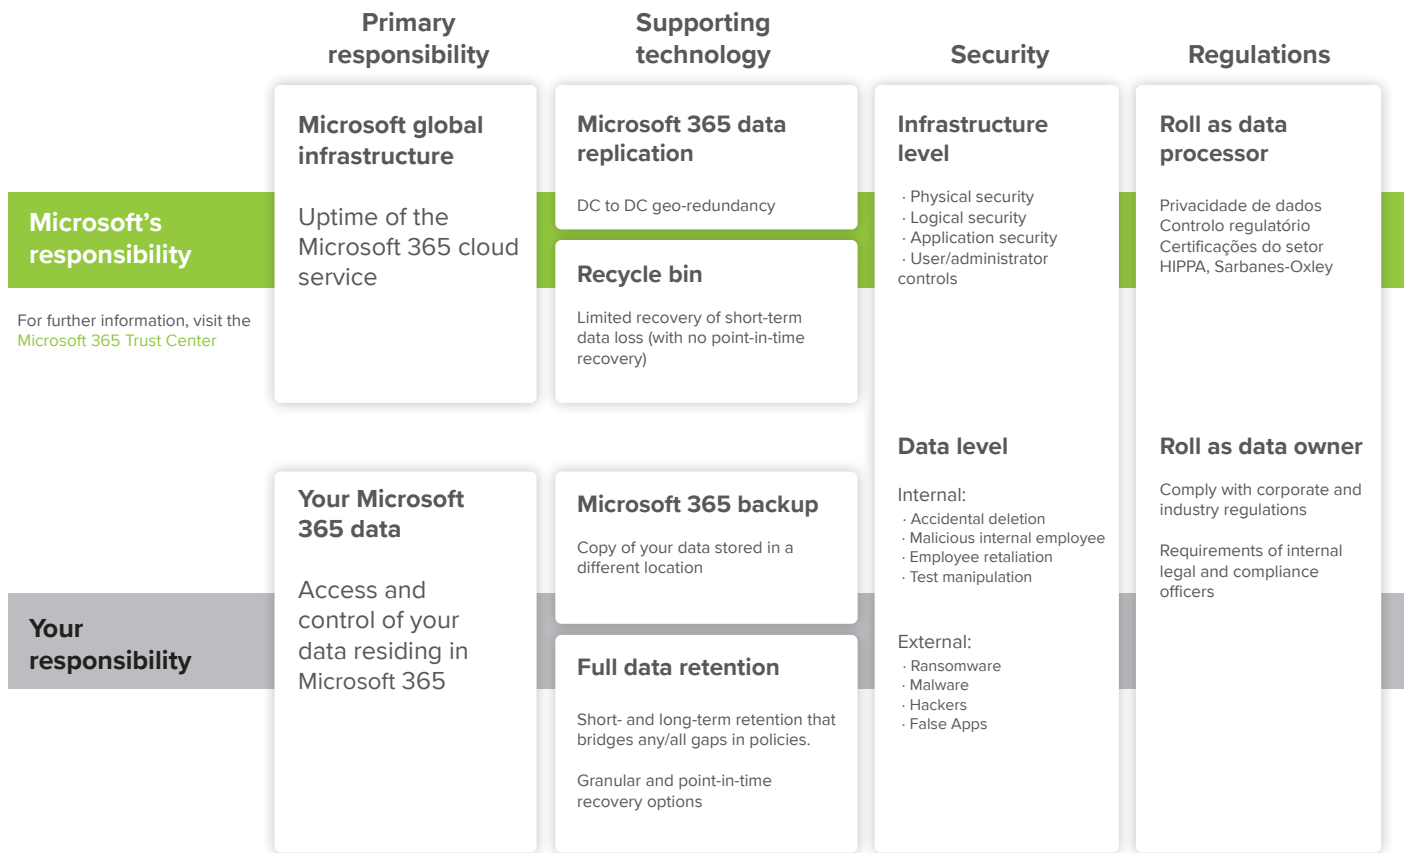 Primary
responsibility
Supporting
technology
Security
Regulations
Microsoft's
responsibility
For further information, visit the
Microsoft 365 Trust Center
Microsoft global
infrastructure
Uptime of the
Microsoft 365 cloud
service
Microsoft 365 data
replication
DC to DC geo-redundancy
Recycle bin
Limited recovery of short-term
data loss (with no point-in-time
recovery)
Infrastructure
level
· Physical security
· Logical security
· Application security
· User/administrator
controls
Roll as data
processor
Privacidade de dados
Controlo regulatório
Certificações do setor
HIPPA, Sarbanes-Oxley
Your
responsibility
Your Microsoft
365 data
Access and
control of your
data residing in
Microsoft 365
Microsoft 365 backup
Copy of your data stored in a
different location
Full data retention
Short- and long-term retention that
bridges any/all gaps in policies.
Granular and point-in-time
recovery options
Data level
Internal:
· Accidental deletion
· Malicious internal employee
· Employee retaliation
· Test manipulation
External:
· Ransomware
· Malware
· Hackers
· False Apps
Roll as data owner
Comply with corporate and
industry regulations
Requirements of internal
legal and compliance
officers